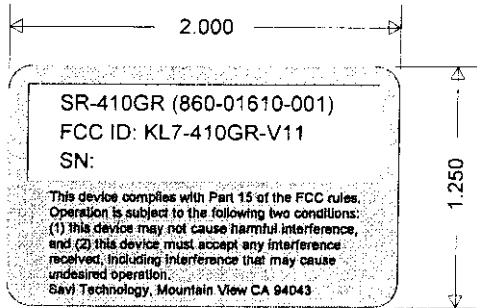 2.000
SR-410GR (860-01610-001)
FCC ID: KL7-410GR-V11
SN:
This device complies with Part 15 of the FCC rules.
Operation is subject to the following two conditions:
(1) this device may not cause harmful interference,
and (2) this device must accept any interference
received, including interference that may cause
undesired operation.
Savi Technology, Mountain View CA 94043
1.250